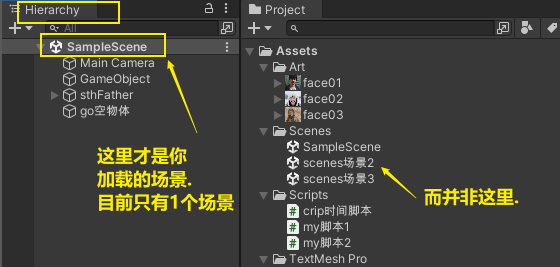 Hierarchy
All
SampleScene
Main Camera
GameObject
sthFather
go空物体
这里才是你
加载的场景.
目前只有1个场景
Project
Assets
Art
face01
face02
face03
Scenes
SampleScene
scenes场景2
scenes场景3
Scripts
crip时间脚本
my脚本1
my脚本2
TextMesh Pro
而并非这里.